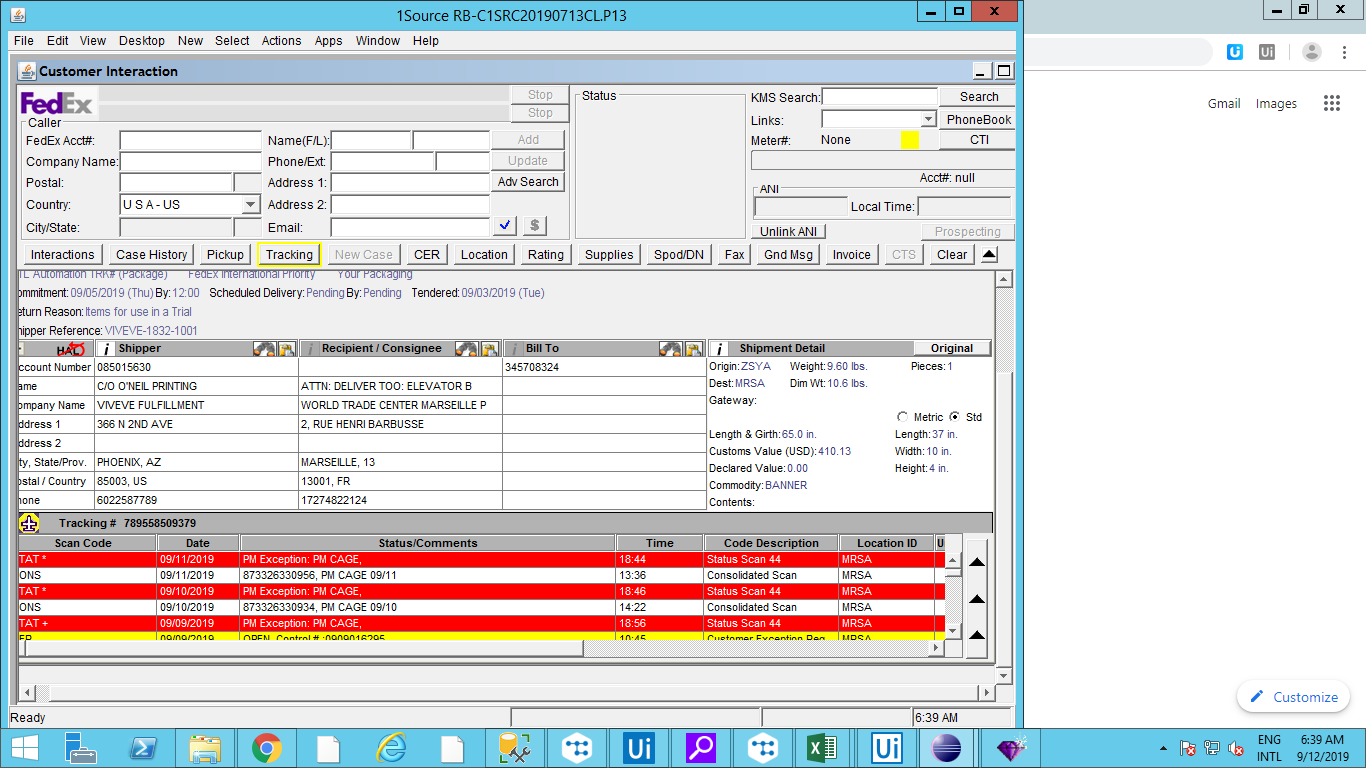 1Source RB-C1SRC20190713CL.P13
File Edit View Desktop New Select Actions Apps Window Help
Customer Interaction
FedEx
Stop
Stop
Caller
FedEx Acct#: Name(F/L): Add
Company Name: Phone/Ext: Update
Postal: Address 1: Adv Search
Country: U S A - US Address 2:
City/State: Email: $
Status
KMS Search: Search
Links: PhoneBook
Meter#: None CTI
Acct#: null
ANI
Local Time:
Unlink ANI Prospecting
Interactions Case History Pickup Tracking New Case CER Location Rating Supplies Spod/DN Fax Gnd Msg Invoice CTS Clear
TL Automation TRK# (Package) FedEx International Priority Your Packaging
ommitment: 09/05/2019 (Thu) By: 12:00 Scheduled Delivery: Pending By: Pending Tendered: 09/03/2019 (Tue)
eturn Reason: Items for use in a Trial
hipper Reference: VIVEVE-1832-1001
HAL i Shipper i Recipient / Consignee i Bill To i Shipment Detail Original
ccount Number 085015630 345708324
ame C/O O'NEIL PRINTING ATTN: DELIVER TOO: ELEVATOR B
ompany Name VIVEVE FULFILLMENT WORLD TRADE CENTER MARSEILLE P
ddress 1 366 N 2ND AVE 2, RUE HENRI BARBUSSE
ddress 2
ty, State/Prov. PHOENIX, AZ MARSEILLE, 13
ostal / Country 85003, US 13001, FR
hone 6022587789 17274822124
Origin: ZSYA Weight: 9.60 lbs. Pieces: 1
Dest: MRSA Dim Wt: 10.6 lbs.
Gateway:
Metric Std
Length & Girth: 65.0 in. Length: 37 in.
Customs Value (USD): 410.13 Width: 10 in.
Declared Value: 0.00 Height: 4 in.
Commodity: BANNER
Contents:
Tracking # 789558509379
Scan Code Date Status/Comments Time Code Description Location ID U
TAT * 09/11/2019 PM Exception: PM CAGE, 18:44 Status Scan 44 MRSA
ONS 09/11/2019 873326330956, PM CAGE 09/11 13:36 Consolidated Scan MRSA
TAT * 09/10/2019 PM Exception: PM CAGE, 18:46 Status Scan 44 MRSA
ONS 09/10/2019 873326330934, PM CAGE 09/10 14:22 Consolidated Scan MRSA
TAT + 09/09/2019 PM Exception: PM CAGE, 18:56 Status Scan 44 MRSA
ER 09/09/2019 OPEN, Control # :0909016295 10:45 Customer Exception Req MRSA
Ready 6:39 AM
Ui
Gmail Images
Customize
Ui Ui
ENG 6:39 AM
INTL 9/12/2019